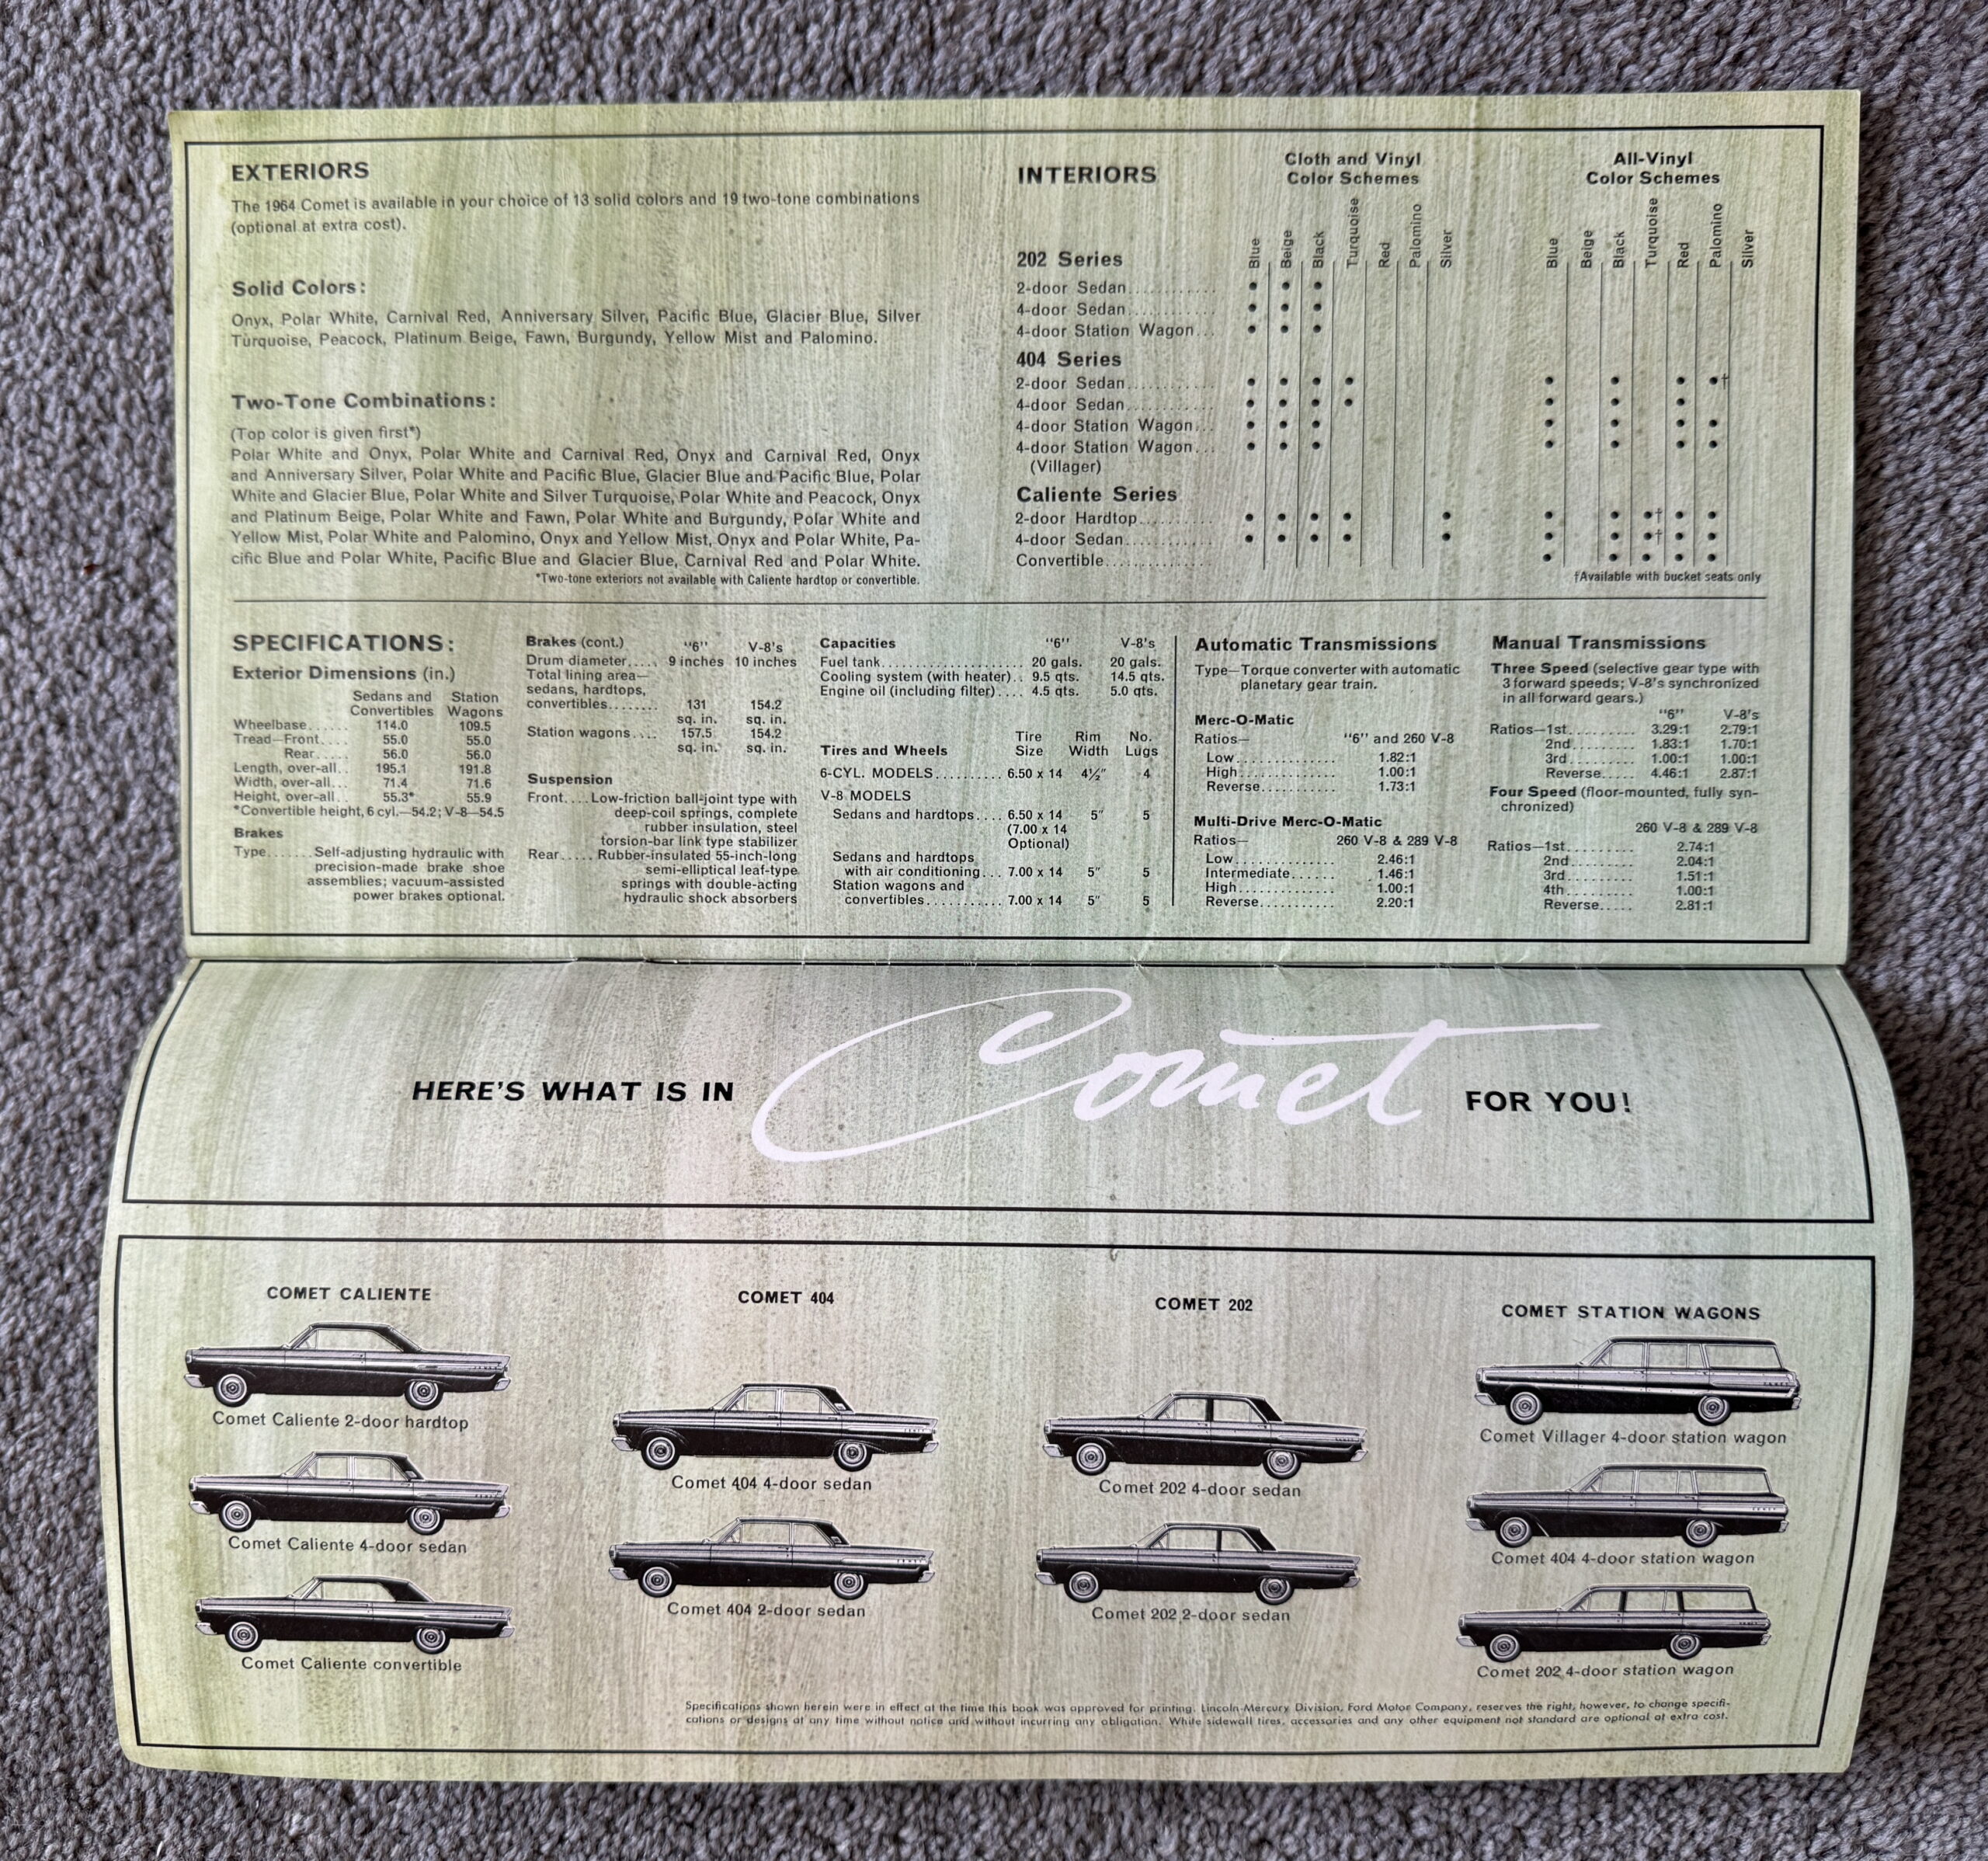 EXTERIORS
The 1964 Comet is available in your choice of 13 solid colors and 19 two-tone combinations
(optional at extra cost).
Solid Colors:
Onyx, Polar White, Carnival Red, Anniversary Silver, Pacific Blue, Glacier Blue, Silver
Turquoise, Peacock, Platinum Beige, Fawn, Burgundy, Yellow Mist and Palomino.
Two-Tone Combinations:
(Top color is given first*)
Polar White and Onyx, Polar White and Carnival Red, Onyx and Carnival Red, Onyx
and Anniversary Silver, Polar White and Pacific Blue, Glacier Blue and Pacific Blue, Polar
White and Glacier Blue, Polar White and Silver Turquoise, Polar White and Peacock, Onyx
and Platinum Beige, Polar White and Fawn, Polar White and Burgundy, Polar White and
Yellow Mist, Polar White and Palomino, Onyx and Yellow Mist, Onyx and Polar White, Pa-
cific Blue and Polar White, Pacific Blue and Glacier Blue, Carnival Red and Polar White.
*Two-tone exteriors not available with Caliente hardtop or convertible.
INTERIORS
Cloth and Vinyl
Color Schemes
Blue Beige Black Turquoise Red Palomino Silver
All-Vinyl
Color Schemes
Blue Beige Black Turquoise Red Palomino Silver
202 Series
2-door Sedan........... • • •
4-door Sedan........... • • •
4-door Station Wagon... • • •
404 Series
2-door Sedan........... • • • • • • • •†
4-door Sedan........... • • • • • • •
4-door Station Wagon... • • • • • • •
4-door Station Wagon... • • • • • • •
(Villager)
Caliente Series
2-door Hardtop......... • • • • • • • •† • •
4-door Sedan........... • • • • • • • •† • •
Convertible............ • • • • •
†Available with bucket seats only
SPECIFICATIONS:
Exterior Dimensions (in.)
Sedans and Station
Convertibles Wagons
Wheelbase..... 114.0 109.5
Tread—Front.... 55.0 55.0
Rear..... 56.0 56.0
Length, over-all.. 195.1 191.8
Width, over-all... 71.4 71.6
Height, over-all.. 55.3* 55.9
*Convertible height, 6 cyl.—54.2; V-8—54.5
Brakes
Type.......Self-adjusting hydraulic with
precision-made brake shoe
assemblies; vacuum-assisted
power brakes optional.
Brakes (cont.) "6" V-8's
Drum diameter..... 9 inches 10 inches
Total lining area—
sedans, hardtops,
convertibles........ 131 154.2
sq. in. sq. in.
Station wagons.... 157.5 154.2
sq. in. sq. in.
Suspension
Front....Low-friction ball-joint type with
deep-coil springs, complete
rubber insulation, steel
torsion-bar link type stabilizer
Rear.....Rubber-insulated 55-inch-long
semi-elliptical leaf-type
springs with double-acting
hydraulic shock absorbers
Capacities "6" V-8's
Fuel tank...................... 20 gals. 20 gals.
Cooling system (with heater).. 9.5 qts. 14.5 qts.
Engine oil (including filter).... 4.5 qts. 5.0 qts.
Tire Rim No.
Tires and Wheels Size Width Lugs
6-CYL. MODELS.......... 6.50 x 14 4½" 4
V-8 MODELS
Sedans and hardtops.... 6.50 x 14 5" 5
(7.00 x 14
Optional)
Sedans and hardtops
with air conditioning... 7.00 x 14 5" 5
Station wagons and
convertibles........... 7.00 x 14 5" 5
Automatic Transmissions
Type—Torque converter with automatic
planetary gear train.
Merc-O-Matic
Ratios— "6" and 260 V-8
Low............... 1.82:1
High.............. 1.00:1
Reverse........... 1.73:1
Multi-Drive Merc-O-Matic
Ratios— 260 V-8 & 289 V-8
Low............... 2.46:1
Intermediate...... 1.46:1
High.............. 1.00:1
Reverse........... 2.20:1
Manual Transmissions
Three Speed (selective gear type with
3 forward speeds; V-8's synchronized
in all forward gears.)
"6" V-8's
Ratios—1st.......... 3.29:1 2.79:1
2nd.......... 1.83:1 1.70:1
3rd.......... 1.00:1 1.00:1
Reverse..... 4.46:1 2.87:1
Four Speed (floor-mounted, fully syn-
chronized)
260 V-8 & 289 V-8
Ratios—1st.......... 2.74:1
2nd.......... 2.04:1
3rd.......... 1.51:1
4th.......... 1.00:1
Reverse..... 2.81:1
HERE'S WHAT IS IN Comet FOR YOU!
COMET CALIENTE
Comet Caliente 2-door hardtop
Comet Caliente 4-door sedan
Comet Caliente convertible
COMET 404
Comet 404 4-door sedan
Comet 404 2-door sedan
COMET 202
Comet 202 4-door sedan
Comet 202 2-door sedan
COMET STATION WAGONS
Comet Villager 4-door station wagon
Comet 404 4-door station wagon
Comet 202 4-door station wagon
Specifications shown herein were in effect at the time this book was approved for printing. Lincoln-Mercury Division, Ford Motor Company, reserves the right, however, to change specifi-
cations or designs at any time without notice and without incurring any obligation. White sidewall tires, accessories and any other equipment not standard are optional at extra cost.